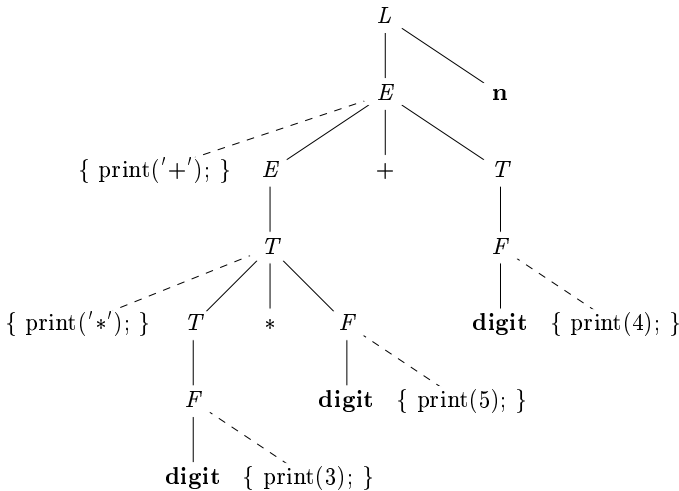 L
E n
{ print('+'); } E + T
T F
{ print('*'); } T * F digit { print(4); }
F digit { print(5); }
digit { print(3); }